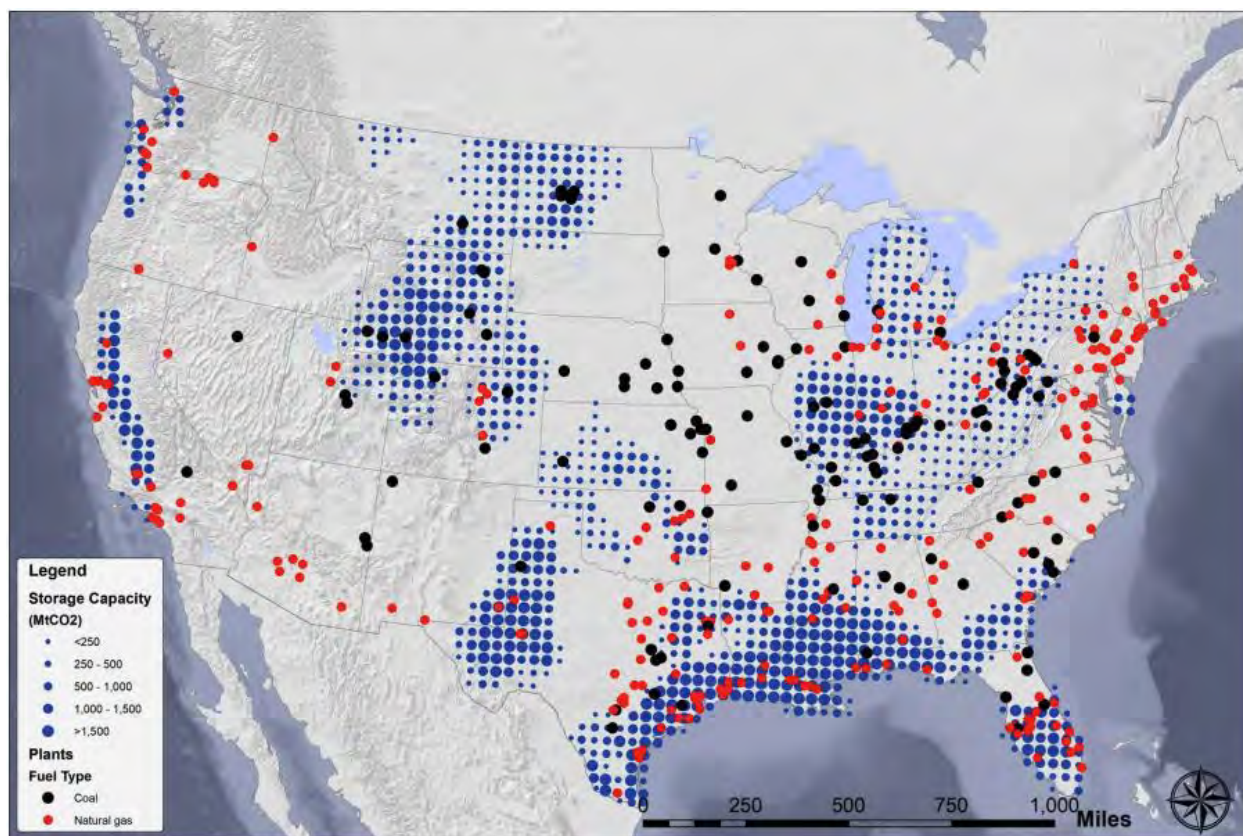 Legend
Storage Capacity
(MtCO2)
<250
250 - 500
500 - 1,000
1,000 - 1,500
>1,500
Plants
Fuel Type
Coal
Natural gas
0 250 500 750 1,000
Miles